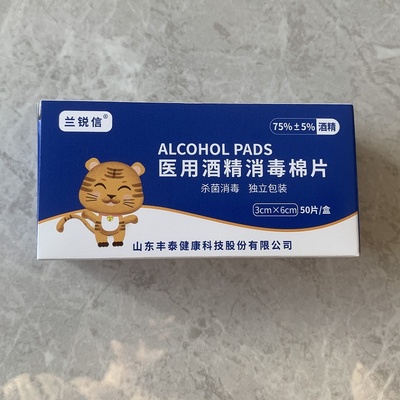 兰锐信®
75%±5% 酒精
ALCOHOL PADS
医用酒精消毒棉片
杀菌消毒 独立包装
3cm×6cm 50片/盒
山东丰泰健康科技股份有限公司